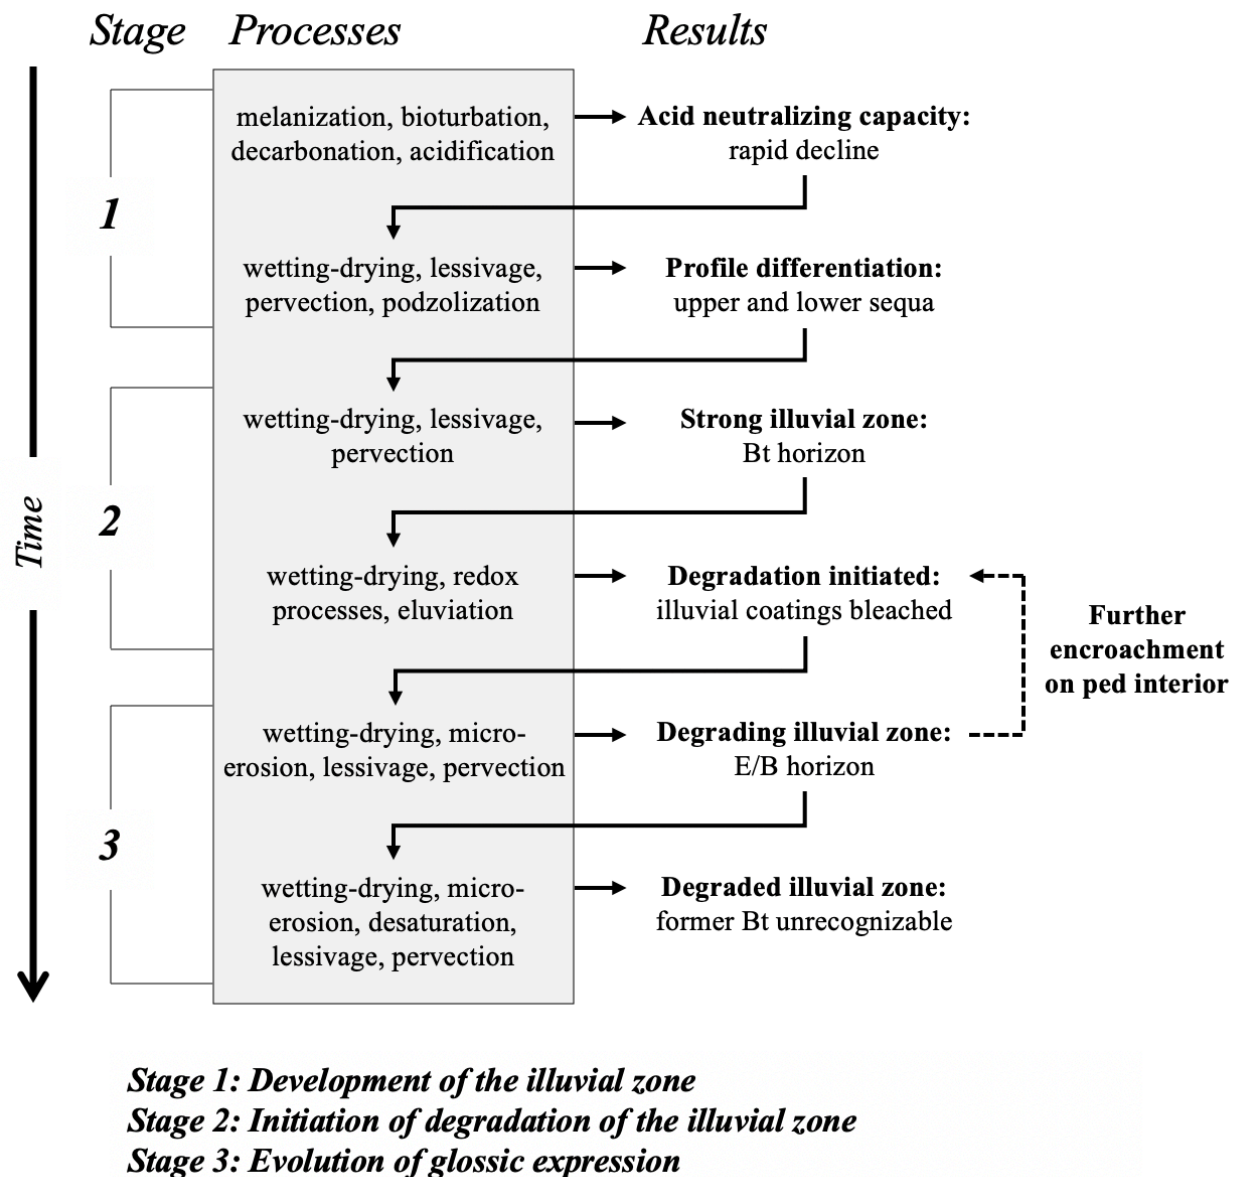 Stage Processes Results
melanization, bioturbation,
decarbonation, acidification
Acid neutralizing capacity:
rapid decline
1
wetting-drying, lessivage,
pervection, podzolization
Profile differentiation:
upper and lower sequa
wetting-drying, lessivage,
pervection
Strong illuvial zone:
Bt horizon
2
Time
wetting-drying, redox
processes, eluviation
Degradation initiated:
illuvial coatings bleached
Further
encroachment
on ped interior
wetting-drying, micro-
erosion, lessivage, pervection
Degrading illuvial zone:
E/B horizon
3
wetting-drying, micro-
erosion, desaturation,
lessivage, pervection
Degraded illuvial zone:
former Bt unrecognizable
Stage 1: Development of the illuvial zone
Stage 2: Initiation of degradation of the illuvial zone
Stage 3: Evolution of glossic expression